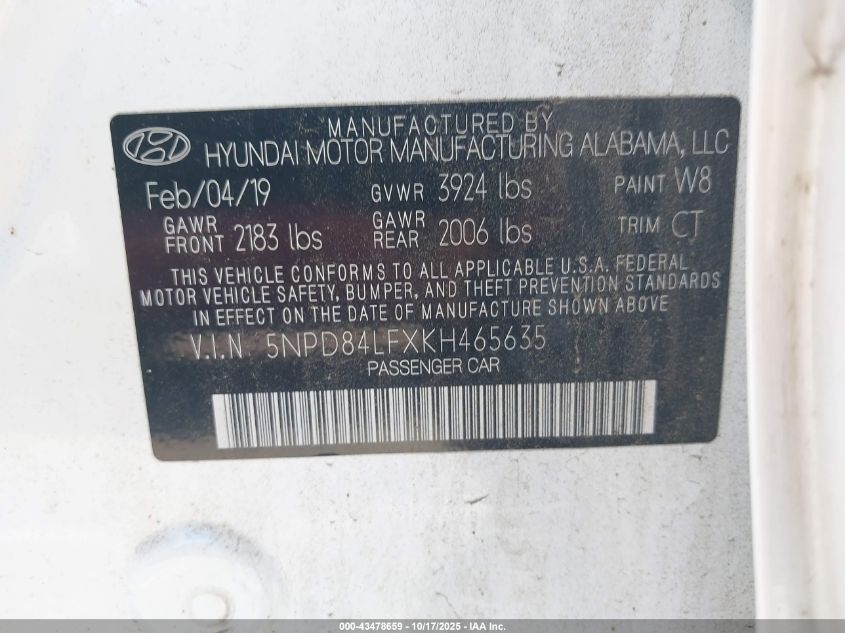 MANUFACTURED BY
HYUNDAI MOTOR MANUFACTURING ALABAMA, LLC
Feb/04/19 GVWR 3924 lbs PAINT W8
GAWR FRONT 2183 lbs GAWR REAR 2006 lbs TRIM CT
THIS VEHICLE CONFORMS TO ALL APPLICABLE U.S.A. FEDERAL
MOTOR VEHICLE SAFETY, BUMPER, AND THEFT PREVENTION STANDARDS
IN EFFECT ON THE DATE OF MANUFACTURE SHOWN ABOVE
V.I.N 5NPD84LFXKH465635
PASSENGER CAR
000-43478659 - 10/17/2025 - IAA Inc.